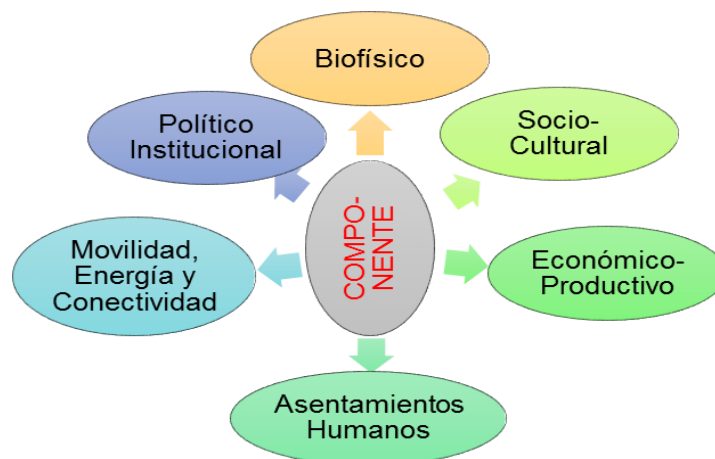 Biofísico
Político
Institucional
Socio-
Cultural
COMPO-
NENTE
Movilidad,
Energía y
Conectividad
Económico-
Productivo
Asentamientos
Humanos